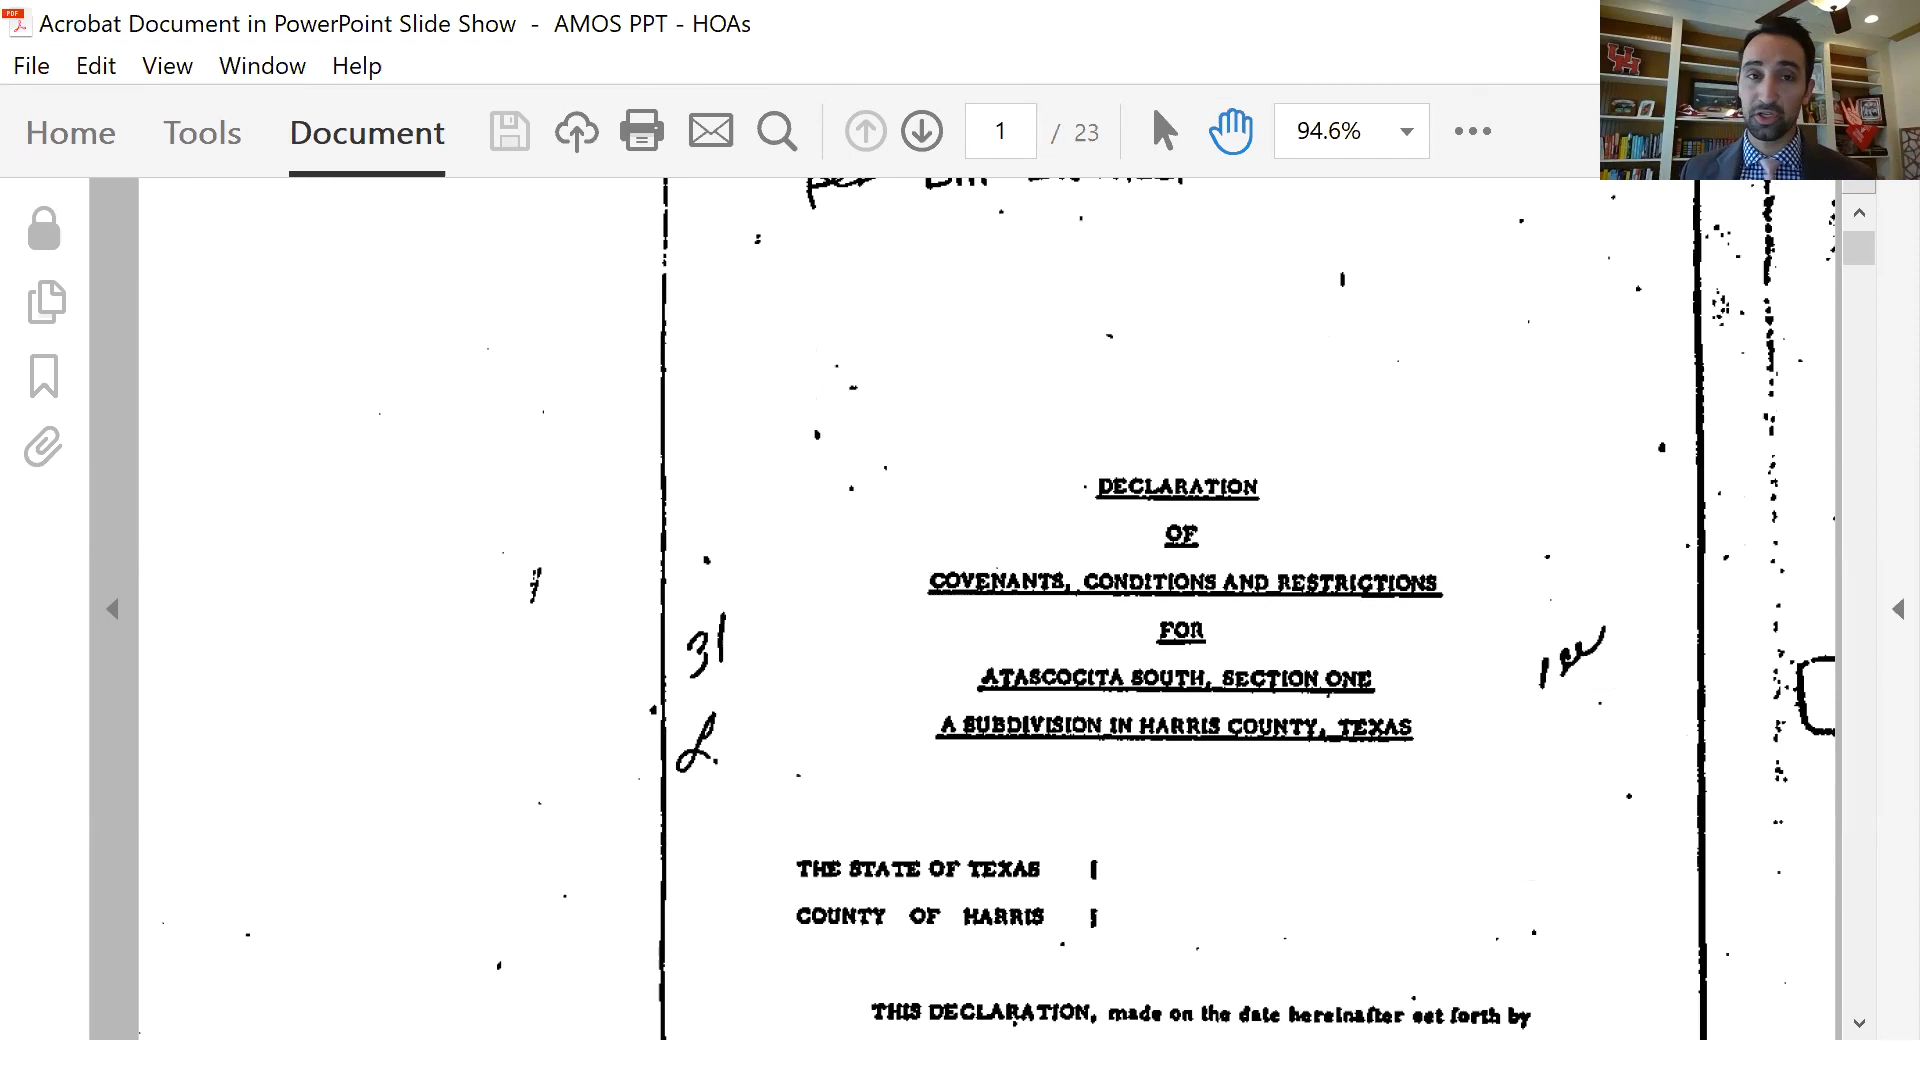 Acrobat Document in PowerPoint Slide Show - AMOS PPT - HOAs
File Edit View Window Help
Home Tools Document 1 / 23 94.6%
DECLARATION
OF
COVENANTS, CONDITIONS AND RESTRICTIONS
FOR
31
ATASCOCITA SOUTH, SECTION ONE
A SUBDIVISION IN HARRIS COUNTY, TEXAS
L.
THE STATE OF TEXAS
COUNTY OF HARRIS
THIS DECLARATION, made on the date hereinafter set forth by